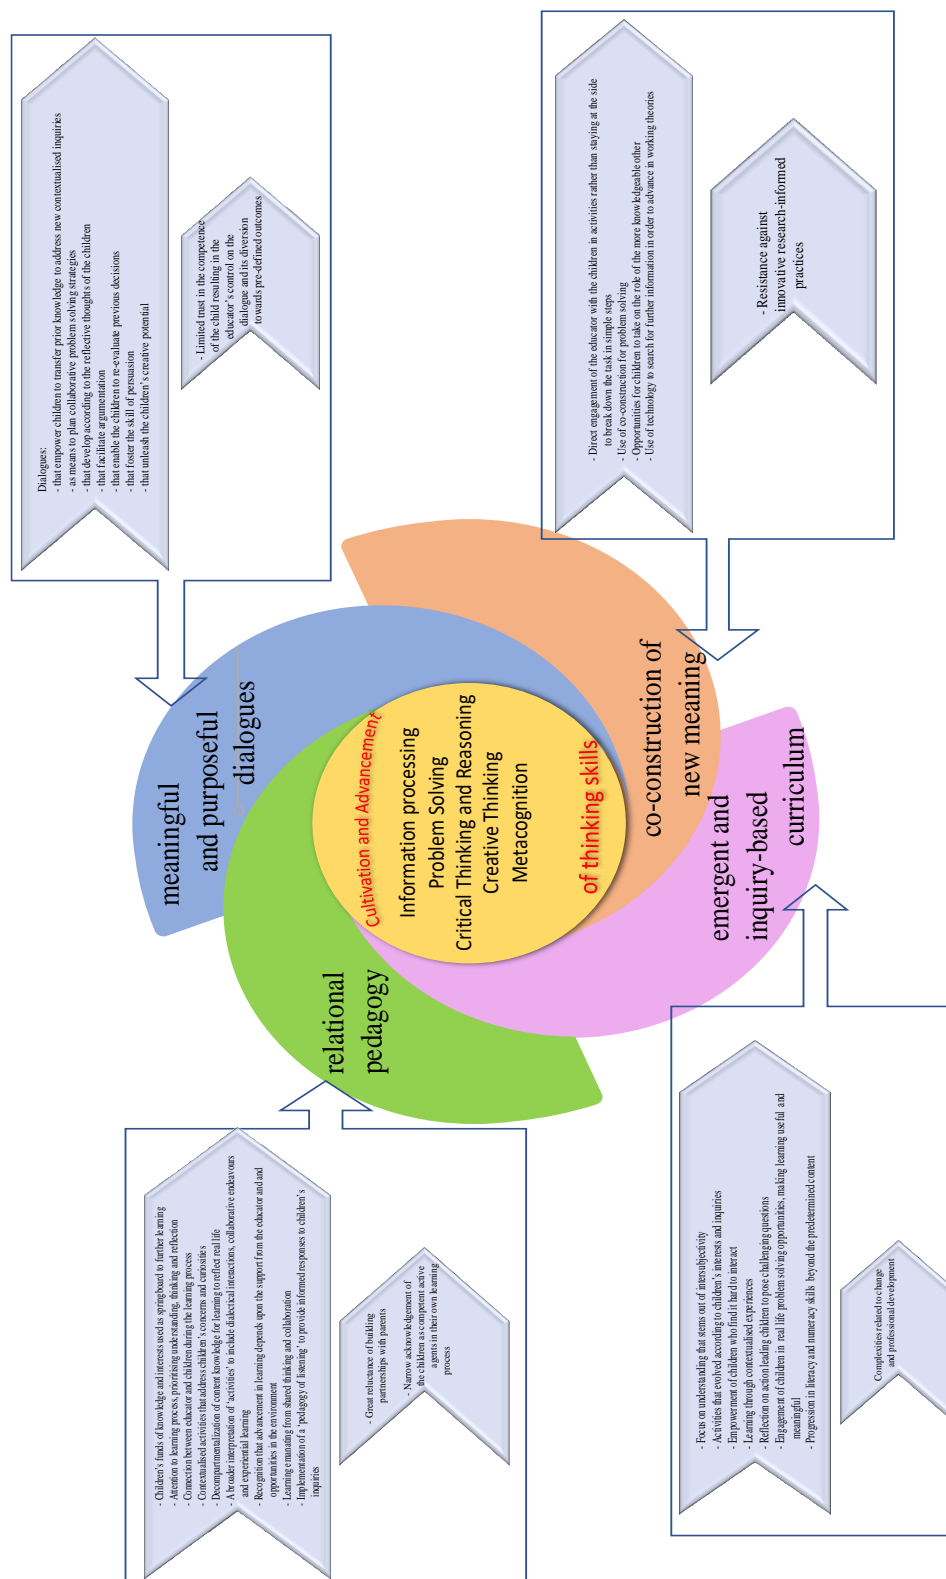 - Children's funds of knowledge and interests used as springboard to further learning
- Attention to learning process, prioritising understanding, thinking and reflection
- Connection between educator and children during the learning process
- Contextualised activities that address children's concerns and curiosities
- Decompartmentalization of content knowledge for learning to reflect real life
- A broader interpretation of 'activities' to include dialectical interactions, collaborative endeavours
and experiential learning
- Recognition that advancement in learning depends upon the support from the educator and and
opportunities in the environment
- Learning emanating from shared thinking and collaboration
- Implementation of a 'pedagogy of listening' to provide informed responses to children's
inquiries
- Great reluctance of building
partnerships with parents
- Narrow acknowledgement of
the children as competent active
agents in their own learning
process
Dialogues:
- that empower children to transfer prior knowledge to address new contextualised inquiries
- as means to plan collaborative problem solving strategies
- that develop according to the reflective thoughts of the children
- that facilitate argumentation
- that enable the children to re-evaluate previous decisions
- that foster the skill of persuasion
- that unleash the children's creative potential
- Limited trust in the competence
of the child resulting in the
educator's control on the
dialogue and its diversion
towards pre-defined outcomes
meaningful
and purposeful
dialogues
relational
pedagogy
Cultivation and Advancement
Information processing
Problem Solving
Critical Thinking and Reasoning
Creative Thinking
Metacognition
of thinking skills
co-construction of
new meaning
emergent and
inquiry-based
curriculum
- Focus on understanding that stems out of intersubjectivity
- Activities that evolved according to children's interests and inquiries
- Empowerment of children who find it hard to interact
- Learning through contextualised experiences
- Reflection on action leading children to pose challenging questions
- Engagement of children in real life problem solving opportunities, making learning useful and
meaningful
- Progression in literacy and numeracy skills beyond the predetermined content
Complexities related to change
and professional development
- Direct engagement of the educator with the children in activities rather than staying at the side
to break down the task in simple steps
- Use of co-construction for problem solving
- Opportunities for children to take on the role of the more knowledgeable other
- Use of technology to search for further information in order to advance in working theories
- Resistance against
innovative research-informed
practices